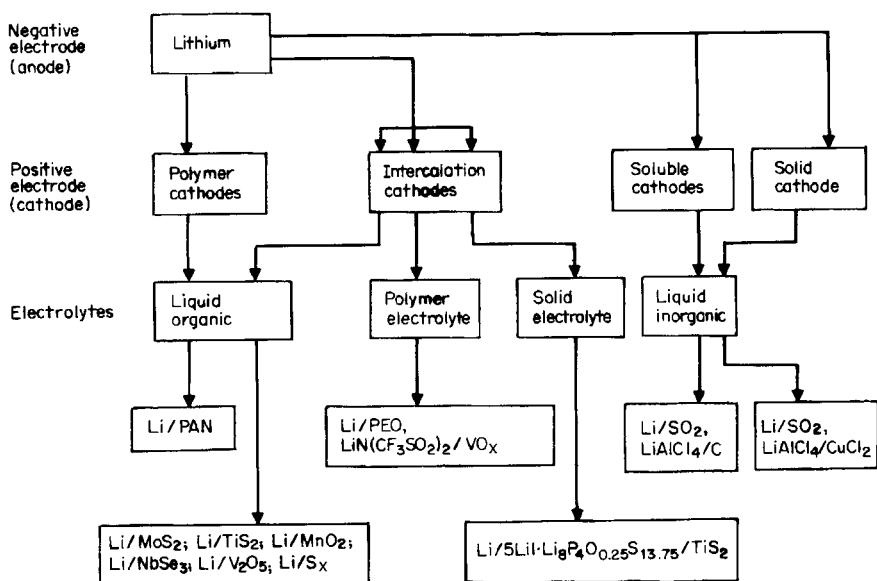 Negative
electrode
(anode)
Lithium
Positive
electrode
(cathode)
Polymer
cathodes
Intercalation
cathodes
Soluble
cathodes
Solid
cathode
Electrolytes
Liquid
organic
Polymer
electrolyte
Solid
electrolyte
Liquid
inorganic
Li/PAN
Li/PEO,
LiN(CF₃SO₂)₂/VOₓ
Li/SO₂,
LiAlCl₄/C
Li/SO₂,
LiAlCl₄/CuCl₂
Li/MoS₂; Li/TiS₂; Li/MnO₂;
Li/NbSe₃; Li/V₂O₅; Li/Sₓ
Li/5LiI·Li₈P₄O₀.₂₅S₁₃.₇₅/TiS₂